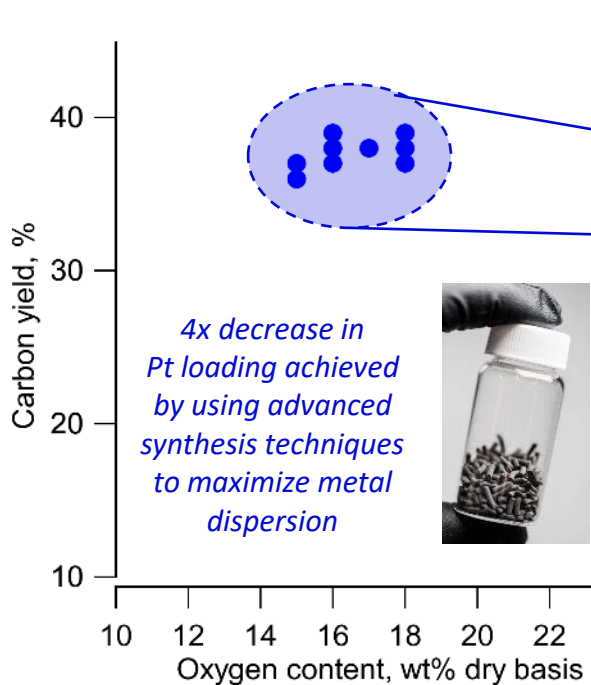 40
30
20
10
Carbon yield, %
4x decrease in
Pt loading achieved
by using advanced
synthesis techniques
to maximize metal
dispersion
10 12 14 16 18 20 22
Oxygen content, wt% dry basis